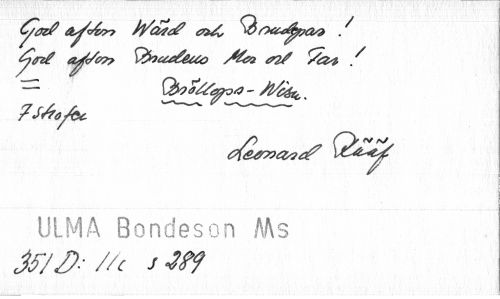 God afton Wärd och Brudepar!
God afton Brudens Mor och Far!
=
Bröllops-Wisa.
7 strofer
Leonard Rääf
ULMA Bondeson Ms
351 D: 11c s 289